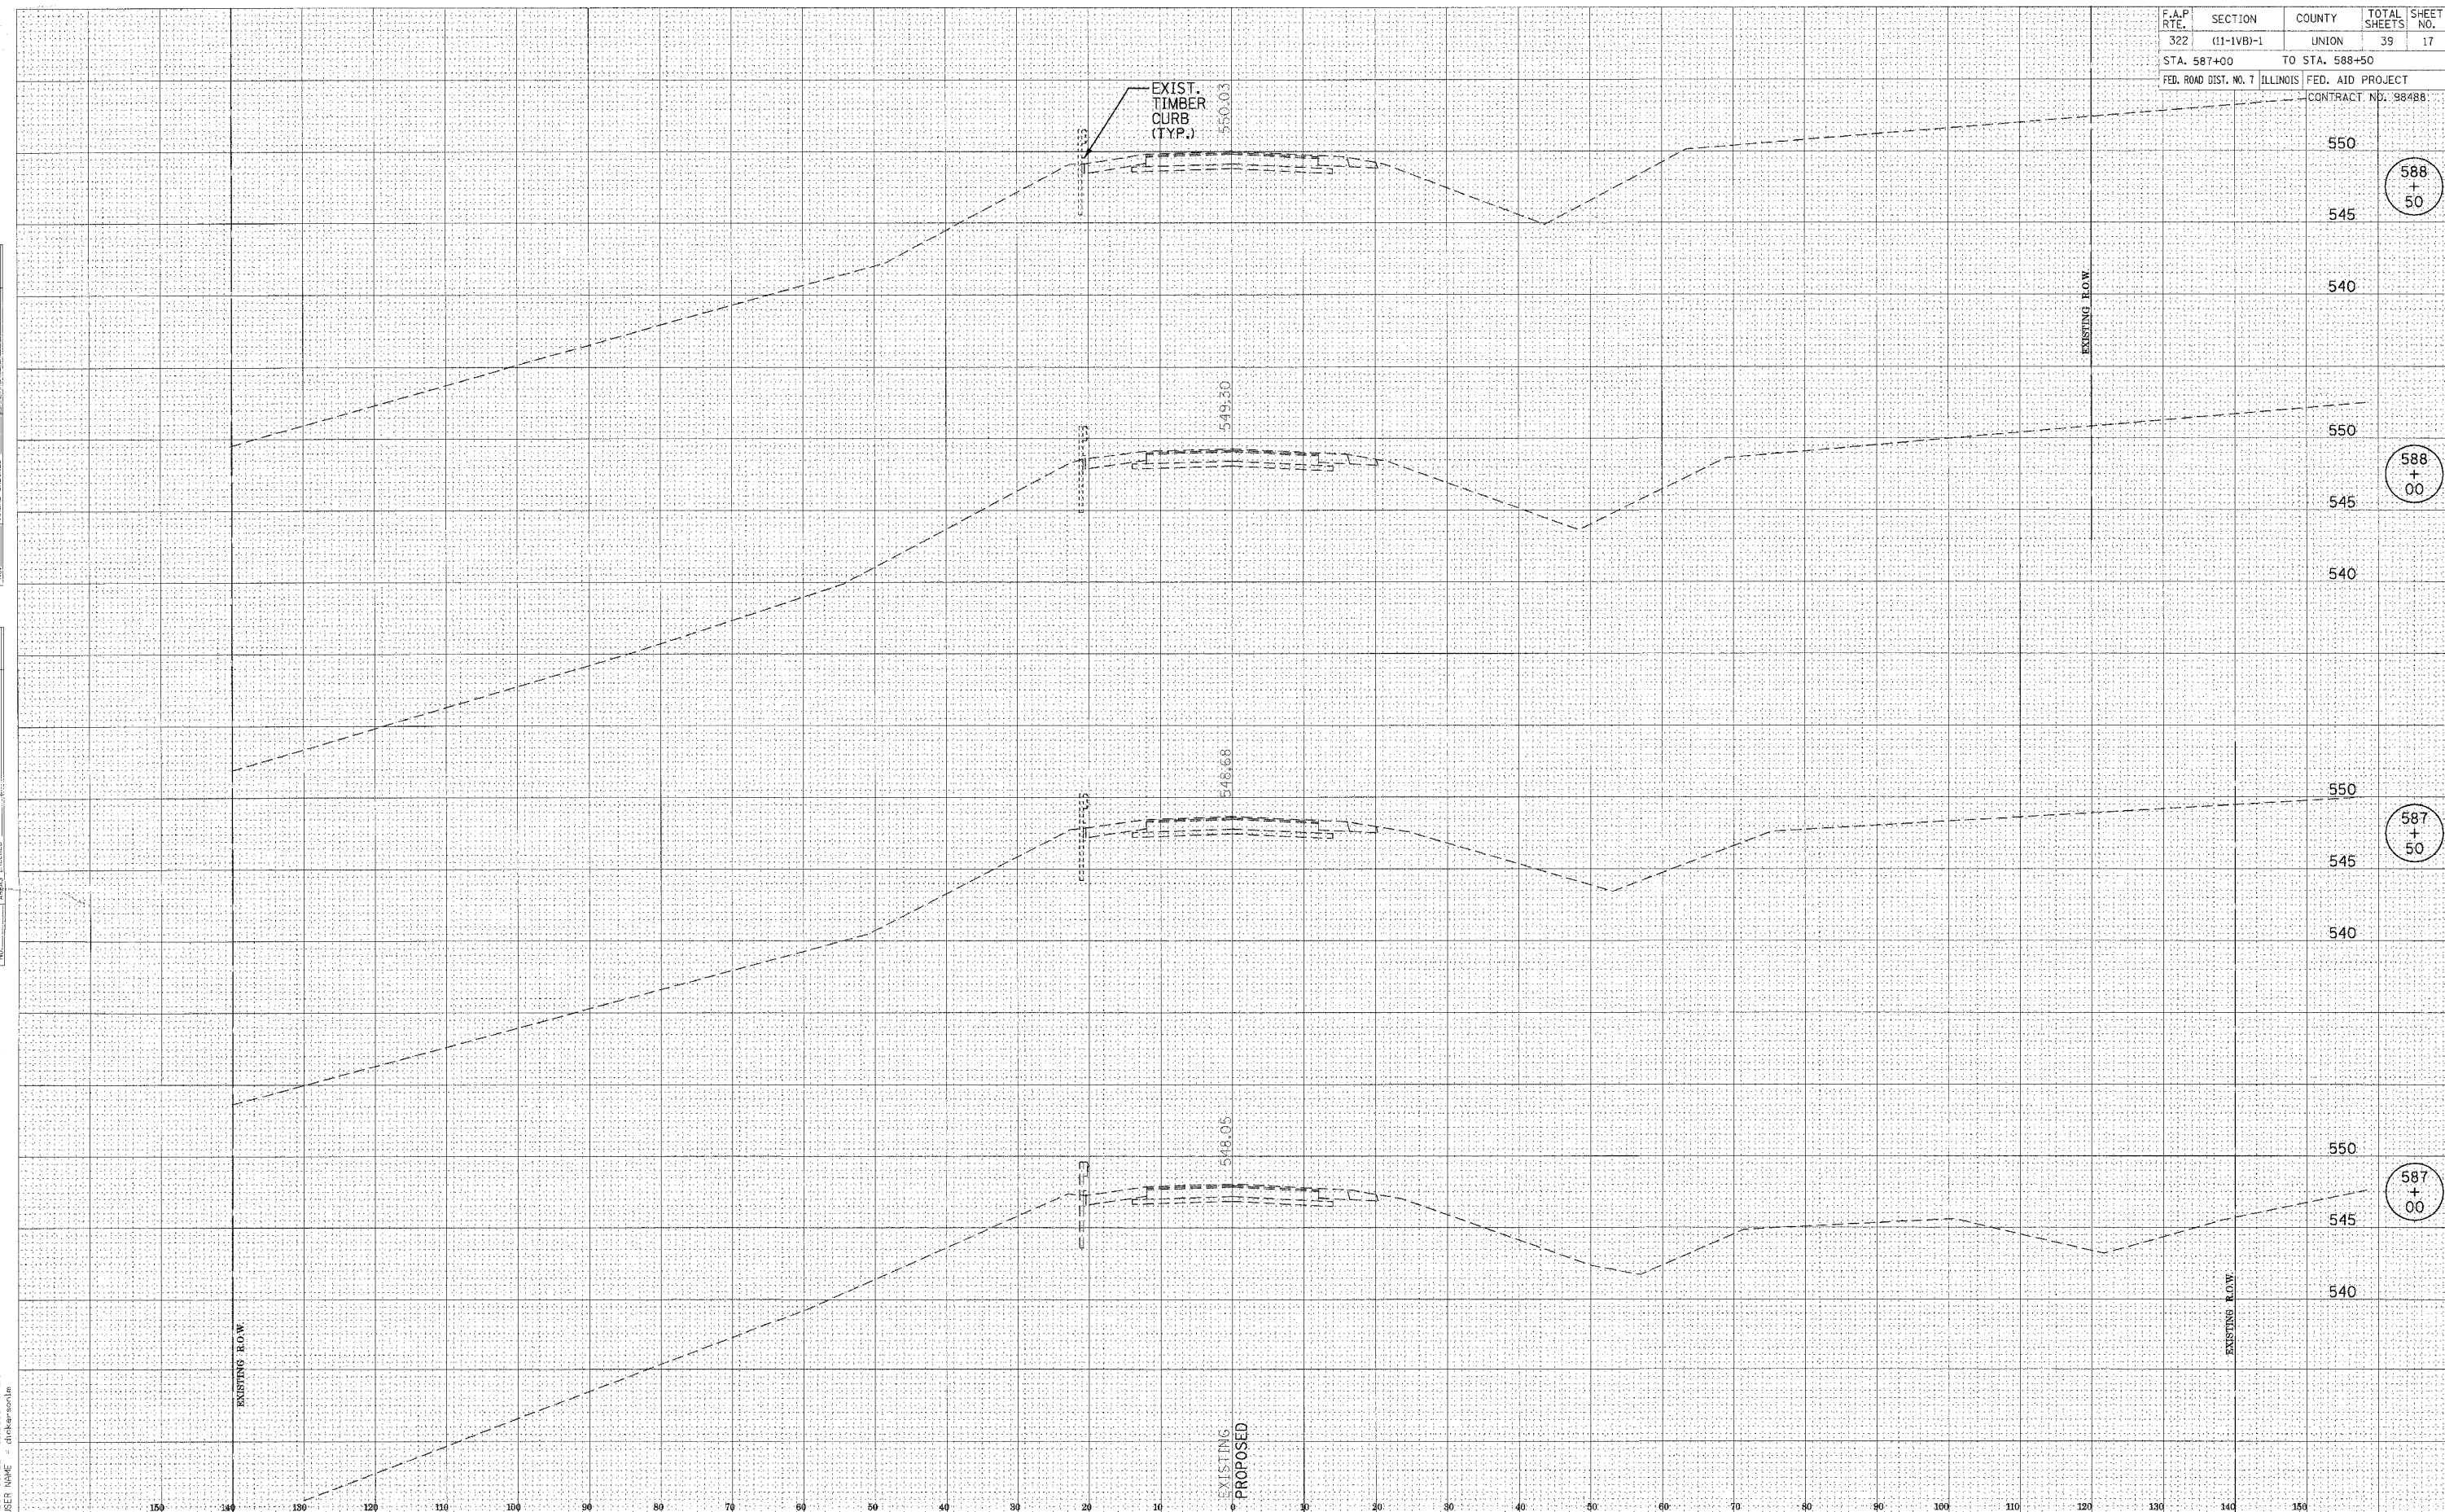 F.A.P. RTE. SECTION COUNTY TOTAL SHEETS SHEET NO.
322 (11-1VB)-1 UNION 39 17
STA. 587+00 TO STA. 588+50
FED. ROAD DIST. NO. 7 ILLINOIS FED. AID PROJECT
CONTRACT NO. 98488
EXIST.
TIMBER
CURB
(TYP.)
550.03
550
588
+
50
545
540
EXISTING R.O.W.
549.30
550
588
+
00
545
540
548.68
550
587
+
50
545
540
548.05
550
587
+
00
545
540
EXISTING R.O.W.
EXISTING R.O.W.
EXISTING
PROPOSED
USER NAME = dickersonle
150 140 130 120 110 100 90 80 70 60 50 40 30 20 10 0 10 20 30 40 50 60 70 80 90 100 110 120 130 140 150